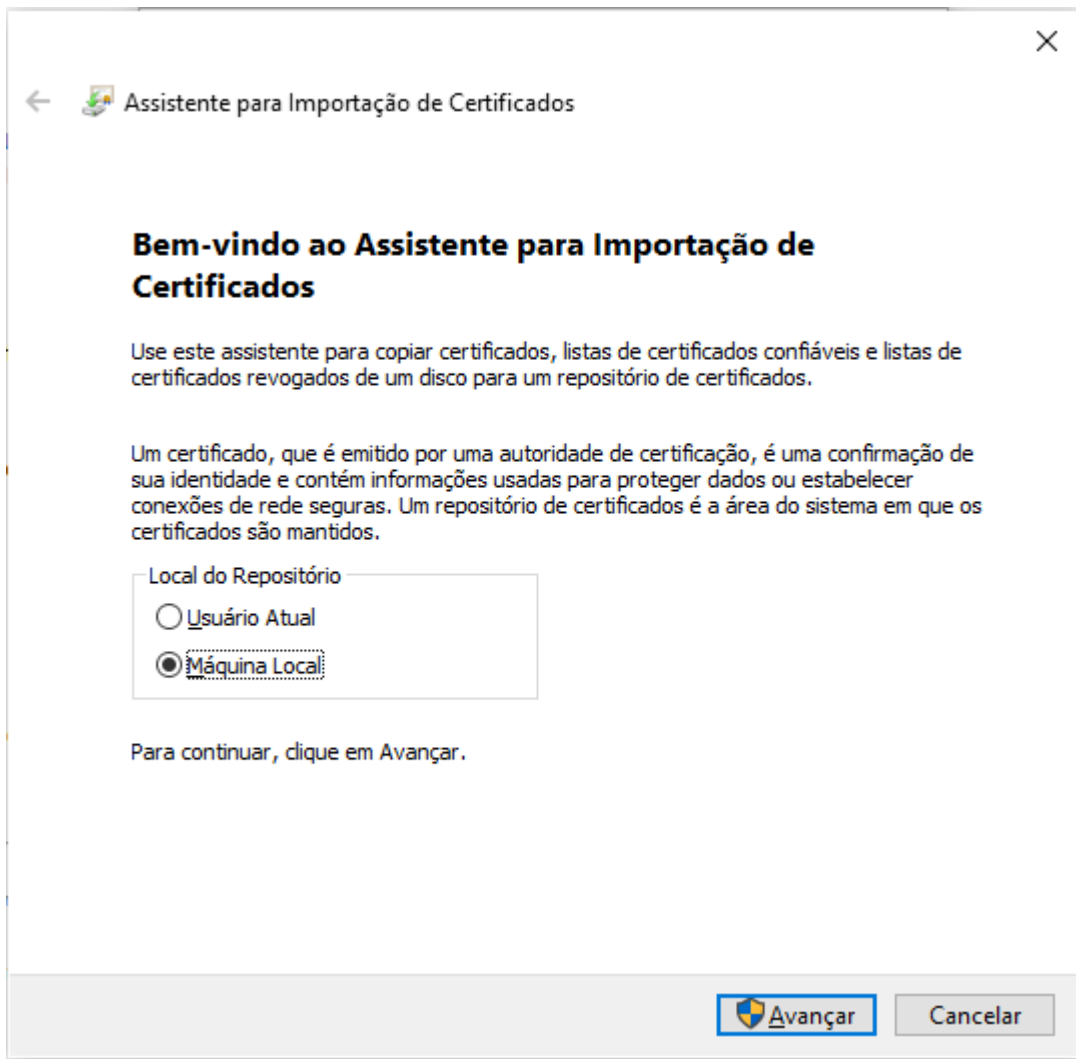 Assistente para Importação de Certificados
Bem-vindo ao Assistente para Importação de
Certificados
Use este assistente para copiar certificados, listas de certificados confiáveis e listas de
certificados revogados de um disco para um repositório de certificados.
Um certificado, que é emitido por uma autoridade de certificação, é uma confirmação de
sua identidade e contém informações usadas para proteger dados ou estabelecer
conexões de rede seguras. Um repositório de certificados é a área do sistema em que os
certificados são mantidos.
Local do Repositório
Usuário Atual
Máquina Local
Para continuar, clique em Avançar.
Avançar
Cancelar